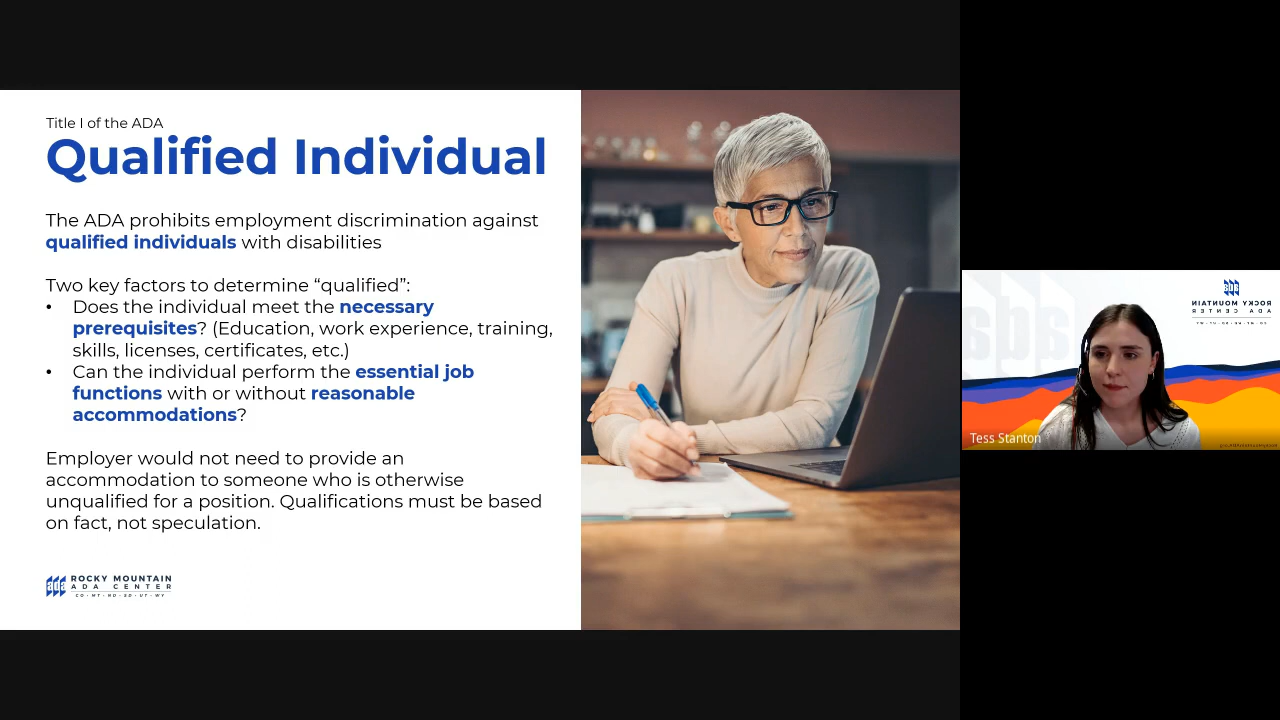 Title I of the ADA
Qualified Individual
The ADA prohibits employment discrimination against
qualified individuals with disabilities
Two key factors to determine “qualified”:
• Does the individual meet the necessary
prerequisites? (Education, work experience, training,
skills, licenses, certificates, etc.)
• Can the individual perform the essential job
functions with or without reasonable
accommodations?
Employer would not need to provide an
accommodation to someone who is otherwise
unqualified for a position. Qualifications must be based
on fact, not speculation.
ada ROCKY MOUNTAIN
ADA CENTER
CO · MT · ND · SD · UT · WY
ada
ROCKY MOUNTAIN
ADA CENTER
Tess Stanton